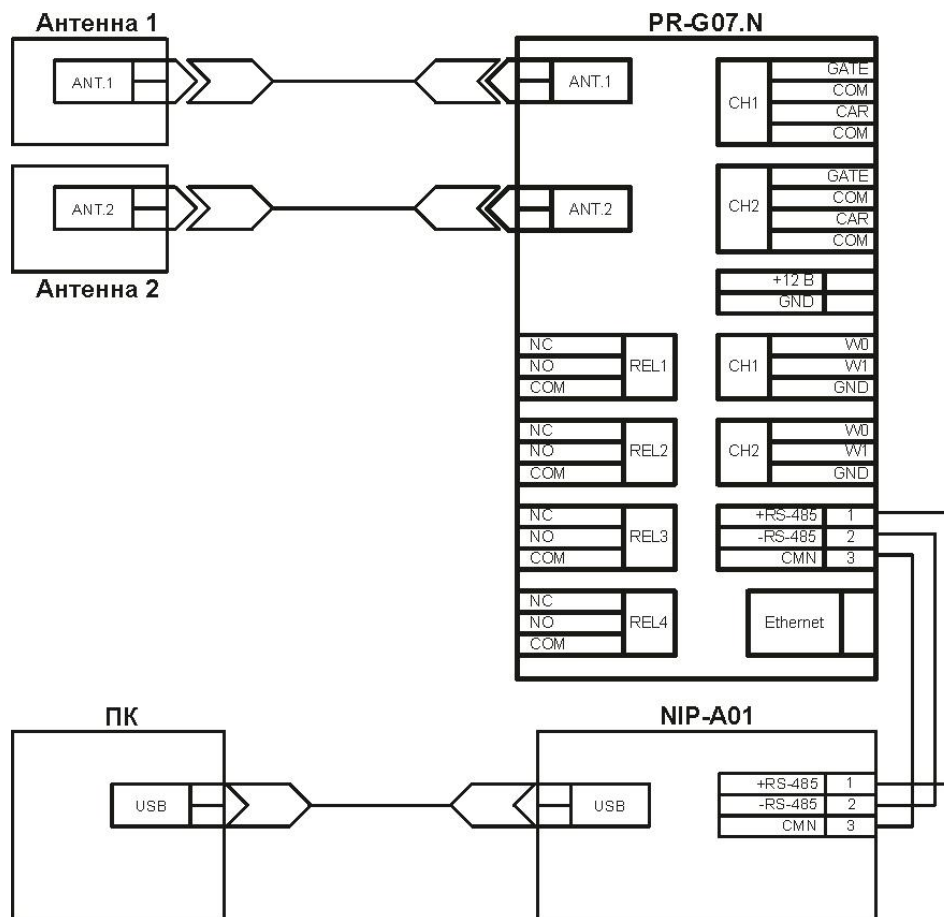 Антенна 1
ANT.1
Антенна 2
ANT.2
PR-G07.N
ANT.1
ANT.2
CH1
GATE
COM
CAR
COM
CH2
GATE
COM
CAR
COM
+12 В
GND
NC
NO
COM
REL1
CH1
W0
W1
GND
NC
NO
COM
REL2
CH2
W0
W1
GND
NC
NO
COM
REL3
+RS-485 1
-RS-485 2
CMN 3
NC
NO
COM
REL4
Ethernet
ПК
USB
NIP-A01
USB
+RS-485 1
-RS-485 2
CMN 3